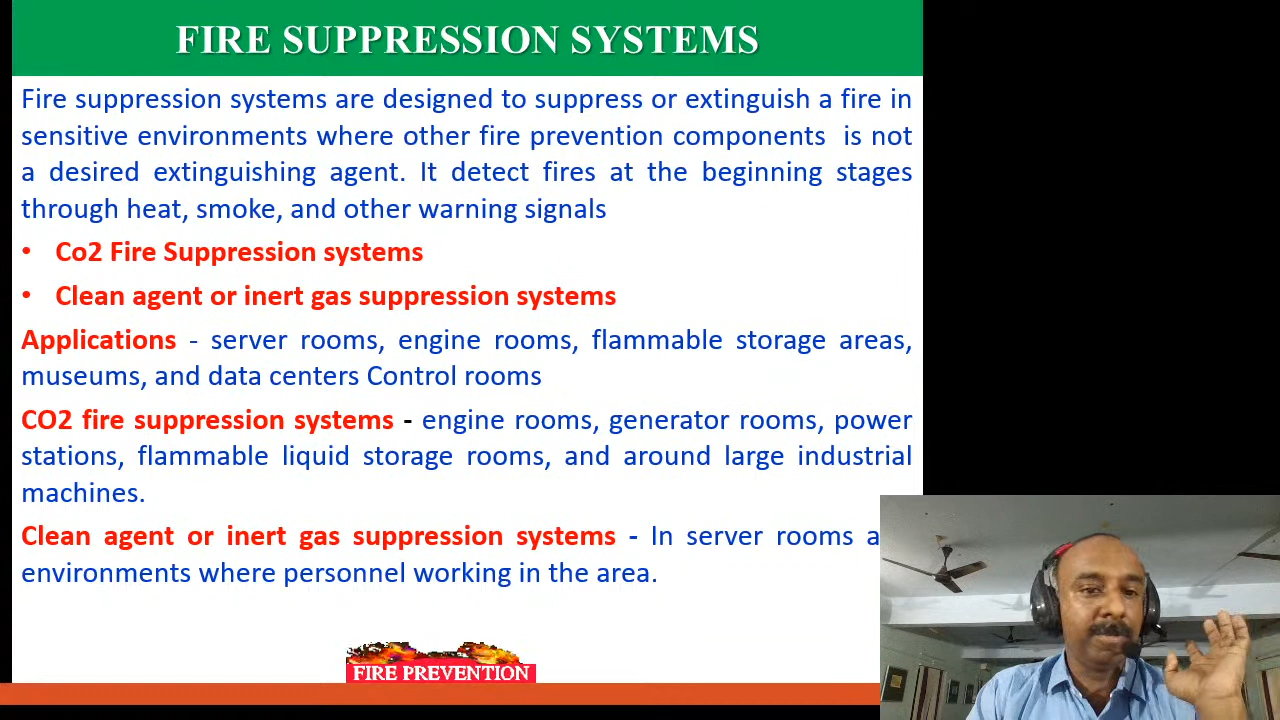 FIRE SUPPRESSION SYSTEMS
Fire suppression systems are designed to suppress or extinguish a fire in
sensitive environments where other fire prevention components is not
a desired extinguishing agent. It detect fires at the beginning stages
through heat, smoke, and other warning signals
• Co2 Fire Suppression systems
• Clean agent or inert gas suppression systems
Applications - server rooms, engine rooms, flammable storage areas,
museums, and data centers Control rooms
CO2 fire suppression systems - engine rooms, generator rooms, power
stations, flammable liquid storage rooms, and around large industrial
machines.
Clean agent or inert gas suppression systems - In server rooms
environments where personnel working in the area.
FIRE PREVENTION